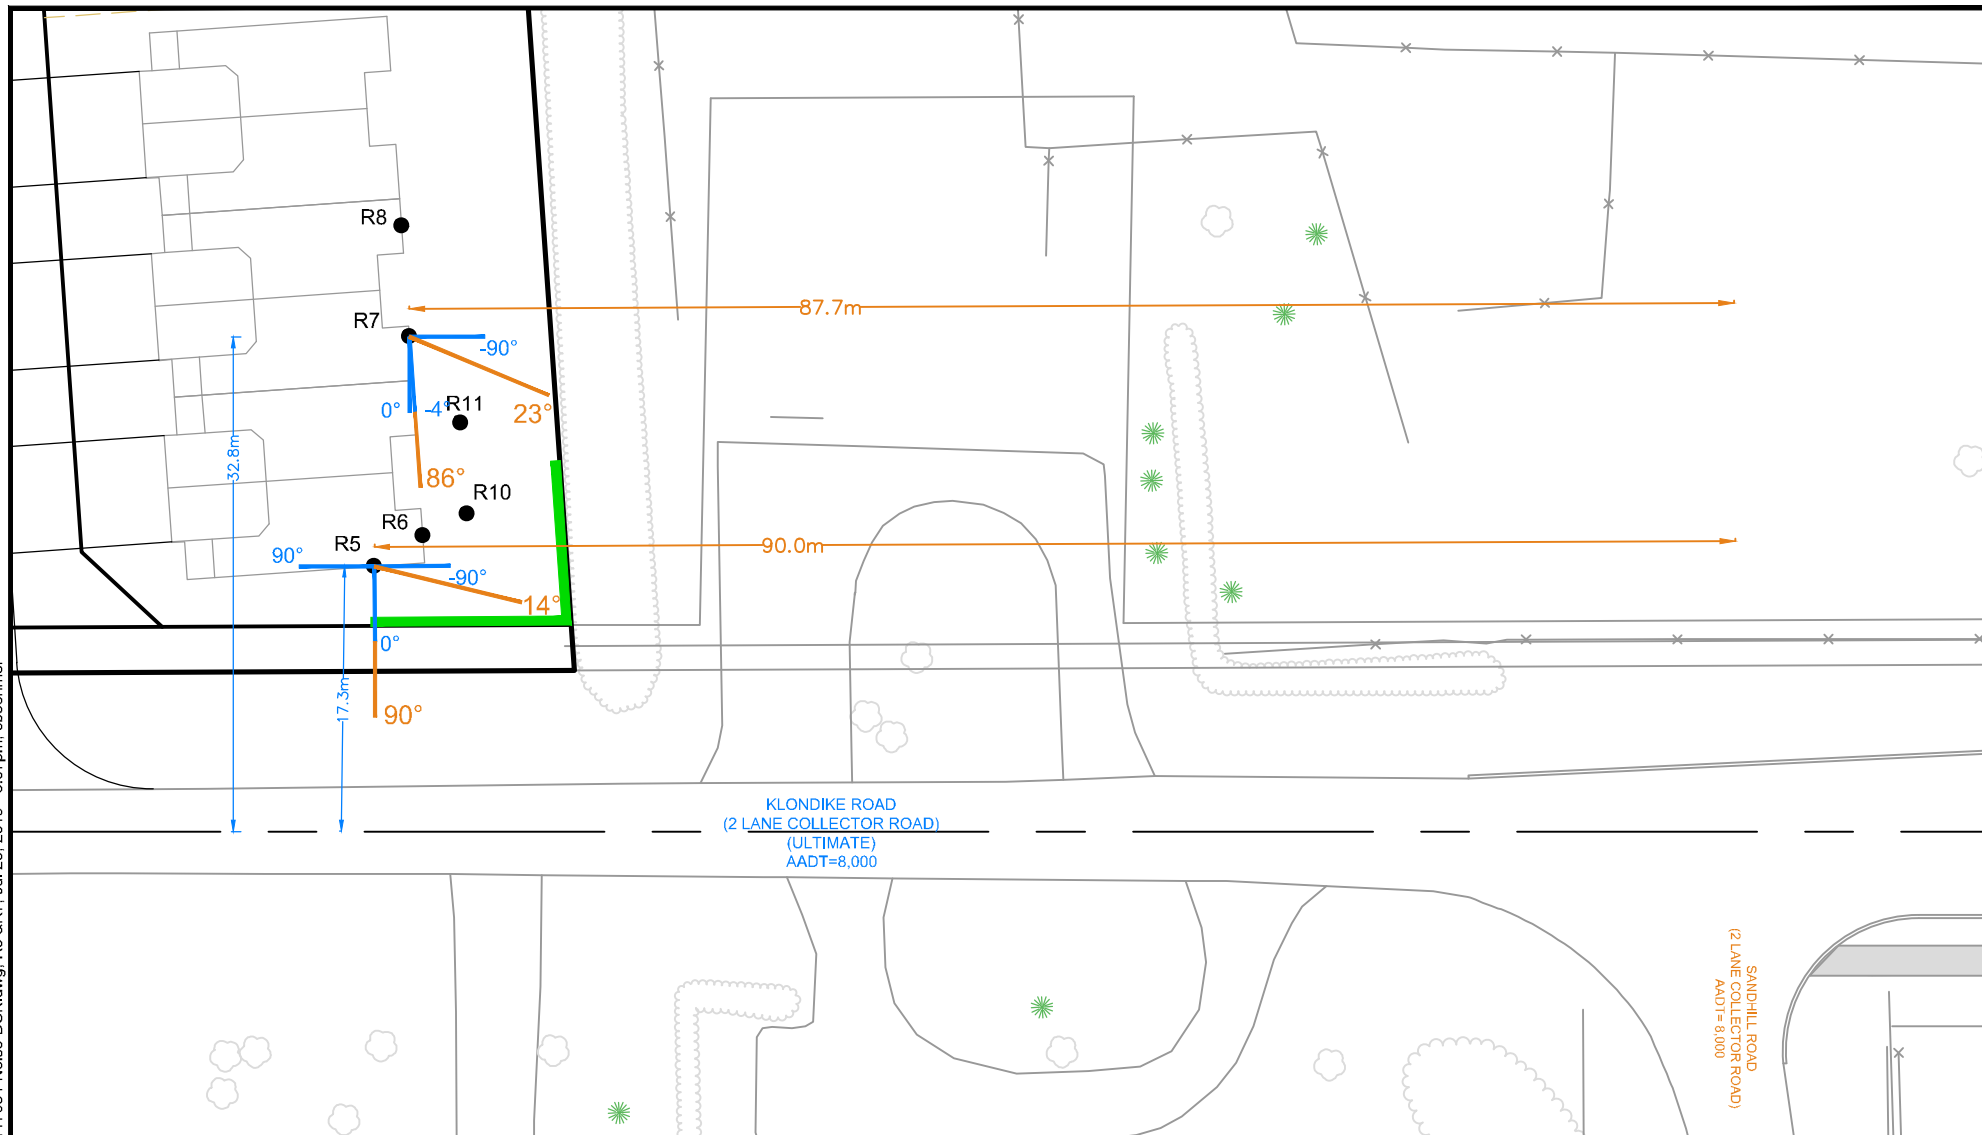 R8
87.7m
R7
-90°
0°
-4°
R11
23°
32.8m
86°
R10
R6
R5
90.0m
90°
-90°
14°
0°
17.3m
90°
KLONDIKE ROAD
(2 LANE COLLECTOR ROAD)
(ULTIMATE)
AADT=8,000
SANDHILL ROAD
(2 LANE COLLECTOR ROAD)
AADT= 8,000